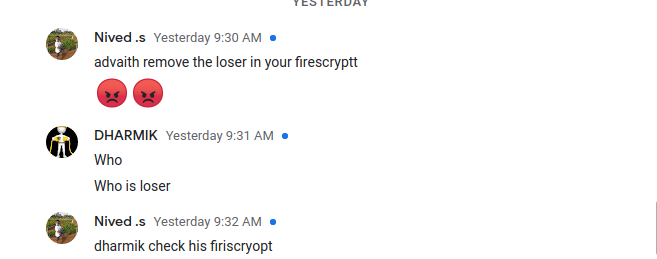 YESTERDAY
Nived .s Yesterday 9:30 AM
advaith remove the loser in your firescryptt
DHARMIK Yesterday 9:31 AM
Who
Who is loser
Nived .s Yesterday 9:32 AM
dharmik check his firiscryopt